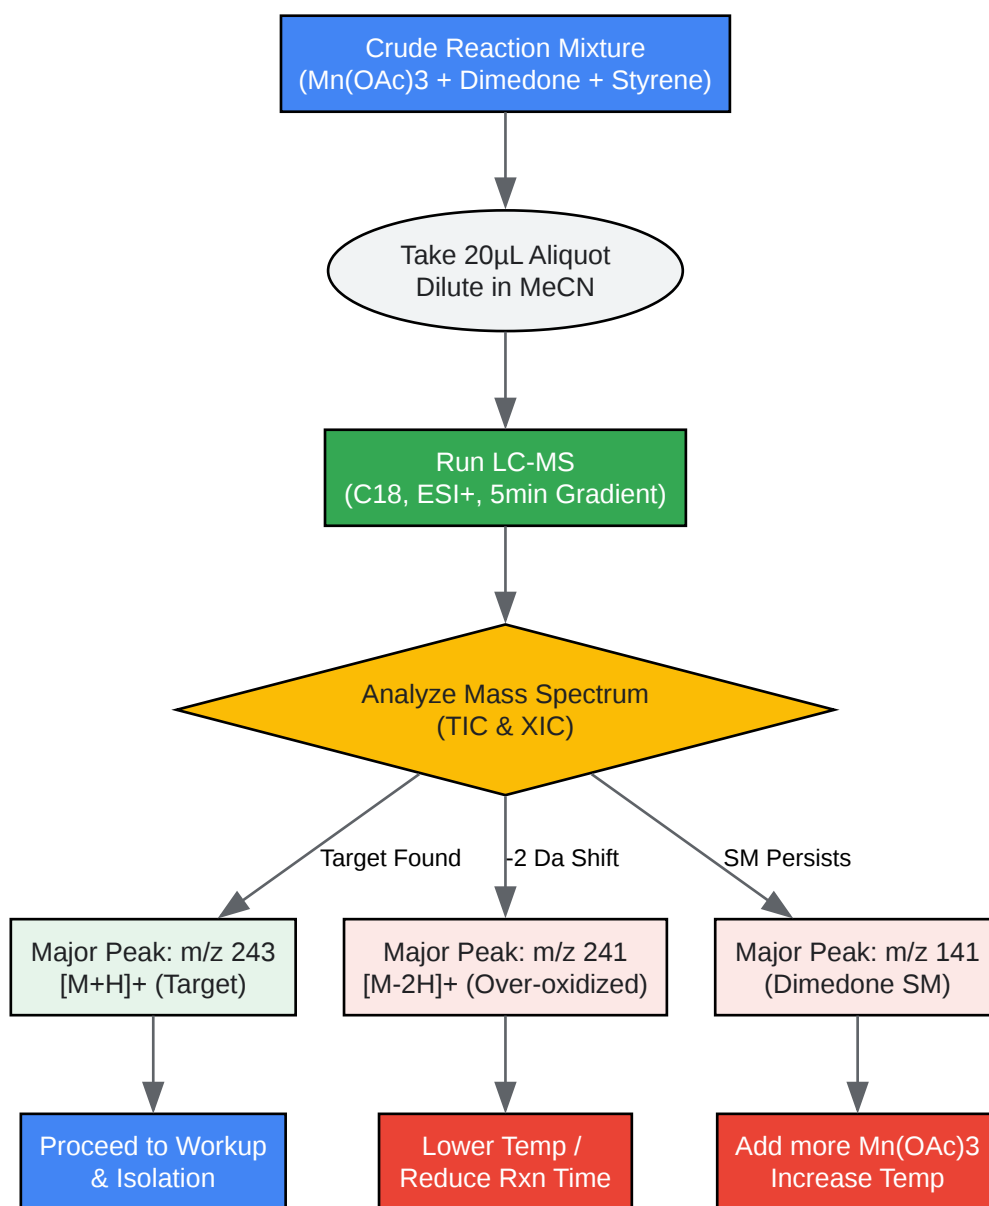 Crude Reaction Mixture
(Mn(OAc)3 + Dimedone + Styrene)
Take 20µL Aliquot
Dilute in MeCN
Run LC-MS
(C18, ESI+, 5min Gradient)
Analyze Mass Spectrum
(TIC & XIC)
Target Found
-2 Da Shift
SM Persists
Major Peak: m/z 243
[M+H]+ (Target)
Major Peak: m/z 241
[M-2H]+ (Over-oxidized)
Major Peak: m/z 141
(Dimedone SM)
Proceed to Workup
& Isolation
Lower Temp /
Reduce Rxn Time
Add more Mn(OAc)3
Increase Temp